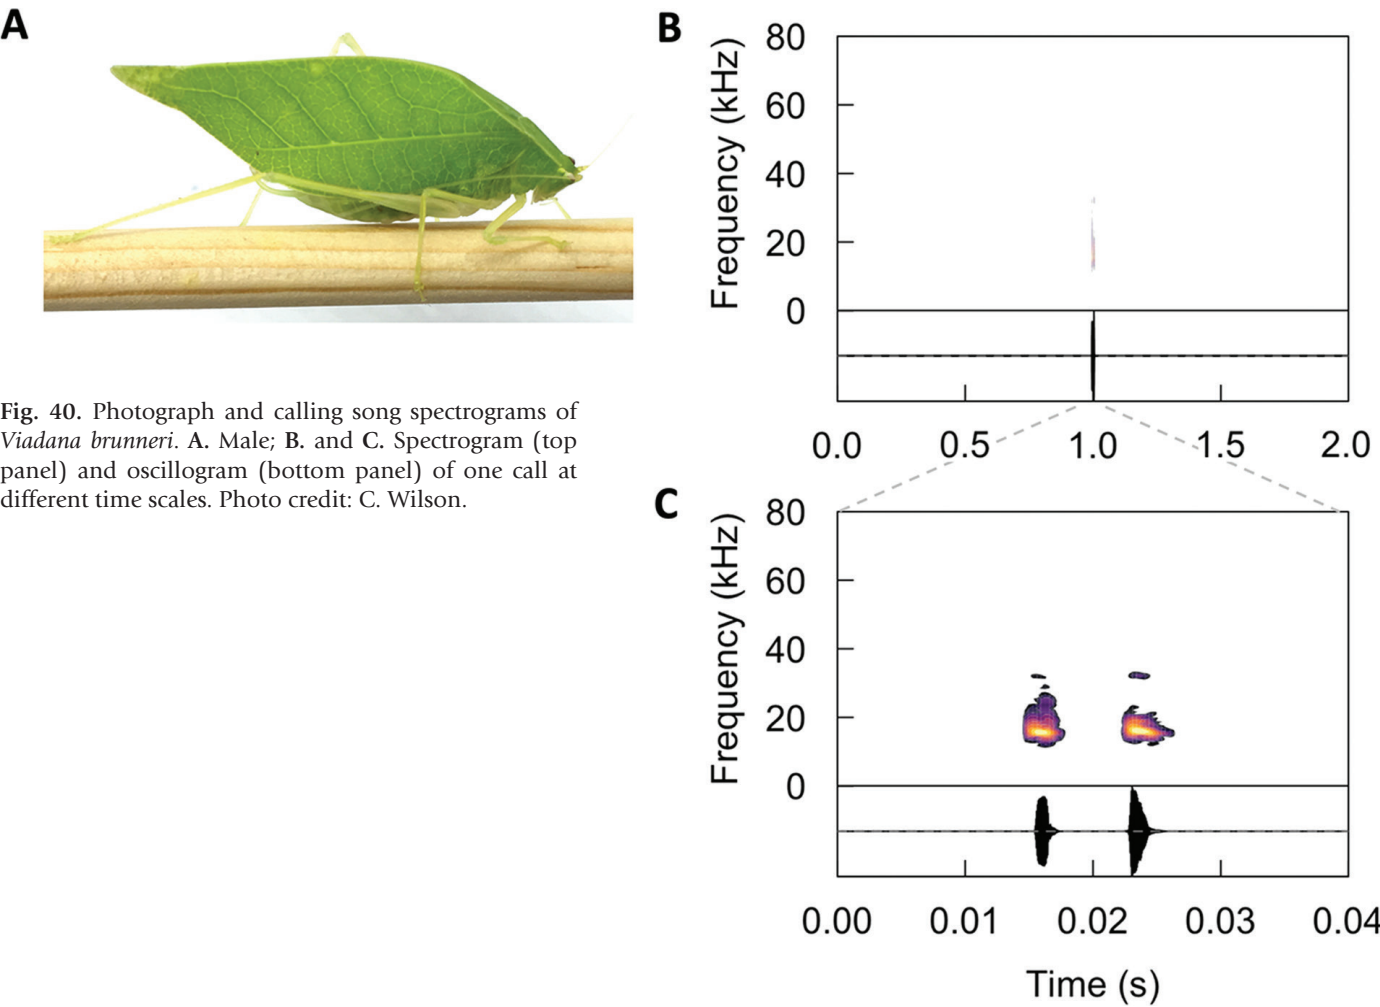 A
B
Frequency (kHz)
80
60
40
20
0
0.0 0.5 1.0 1.5 2.0
Fig. 40. Photograph and calling song spectrograms of
Viadana brunneri. A. Male; B. and C. Spectrogram (top
panel) and oscillogram (bottom panel) of one call at
different time scales. Photo credit: C. Wilson.
C
Frequency (kHz)
80
60
40
20
0
0.00 0.01 0.02 0.03 0.04
Time (s)